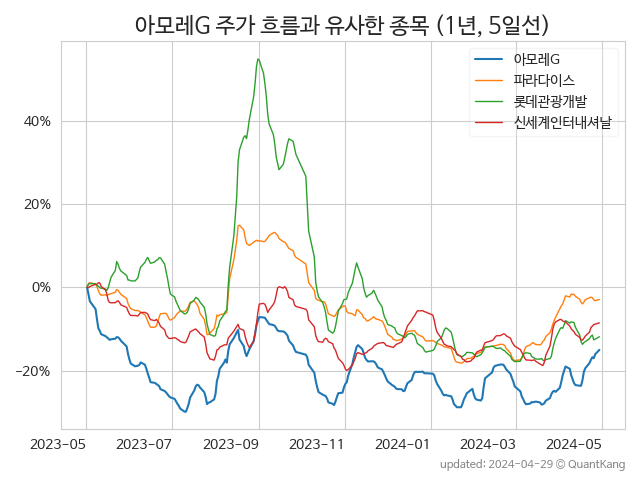 아모레G 주가 흐름과 유사한 종목 (1년, 5일선)
아모레G
파라다이스
롯데관광개발
신세계인터내셔날
40%
20%
0%
−20%
2023-05 2023-07 2023-09 2023-11 2024-01 2024-03 2024-05
updated: 2024-04-29 © QuantKang